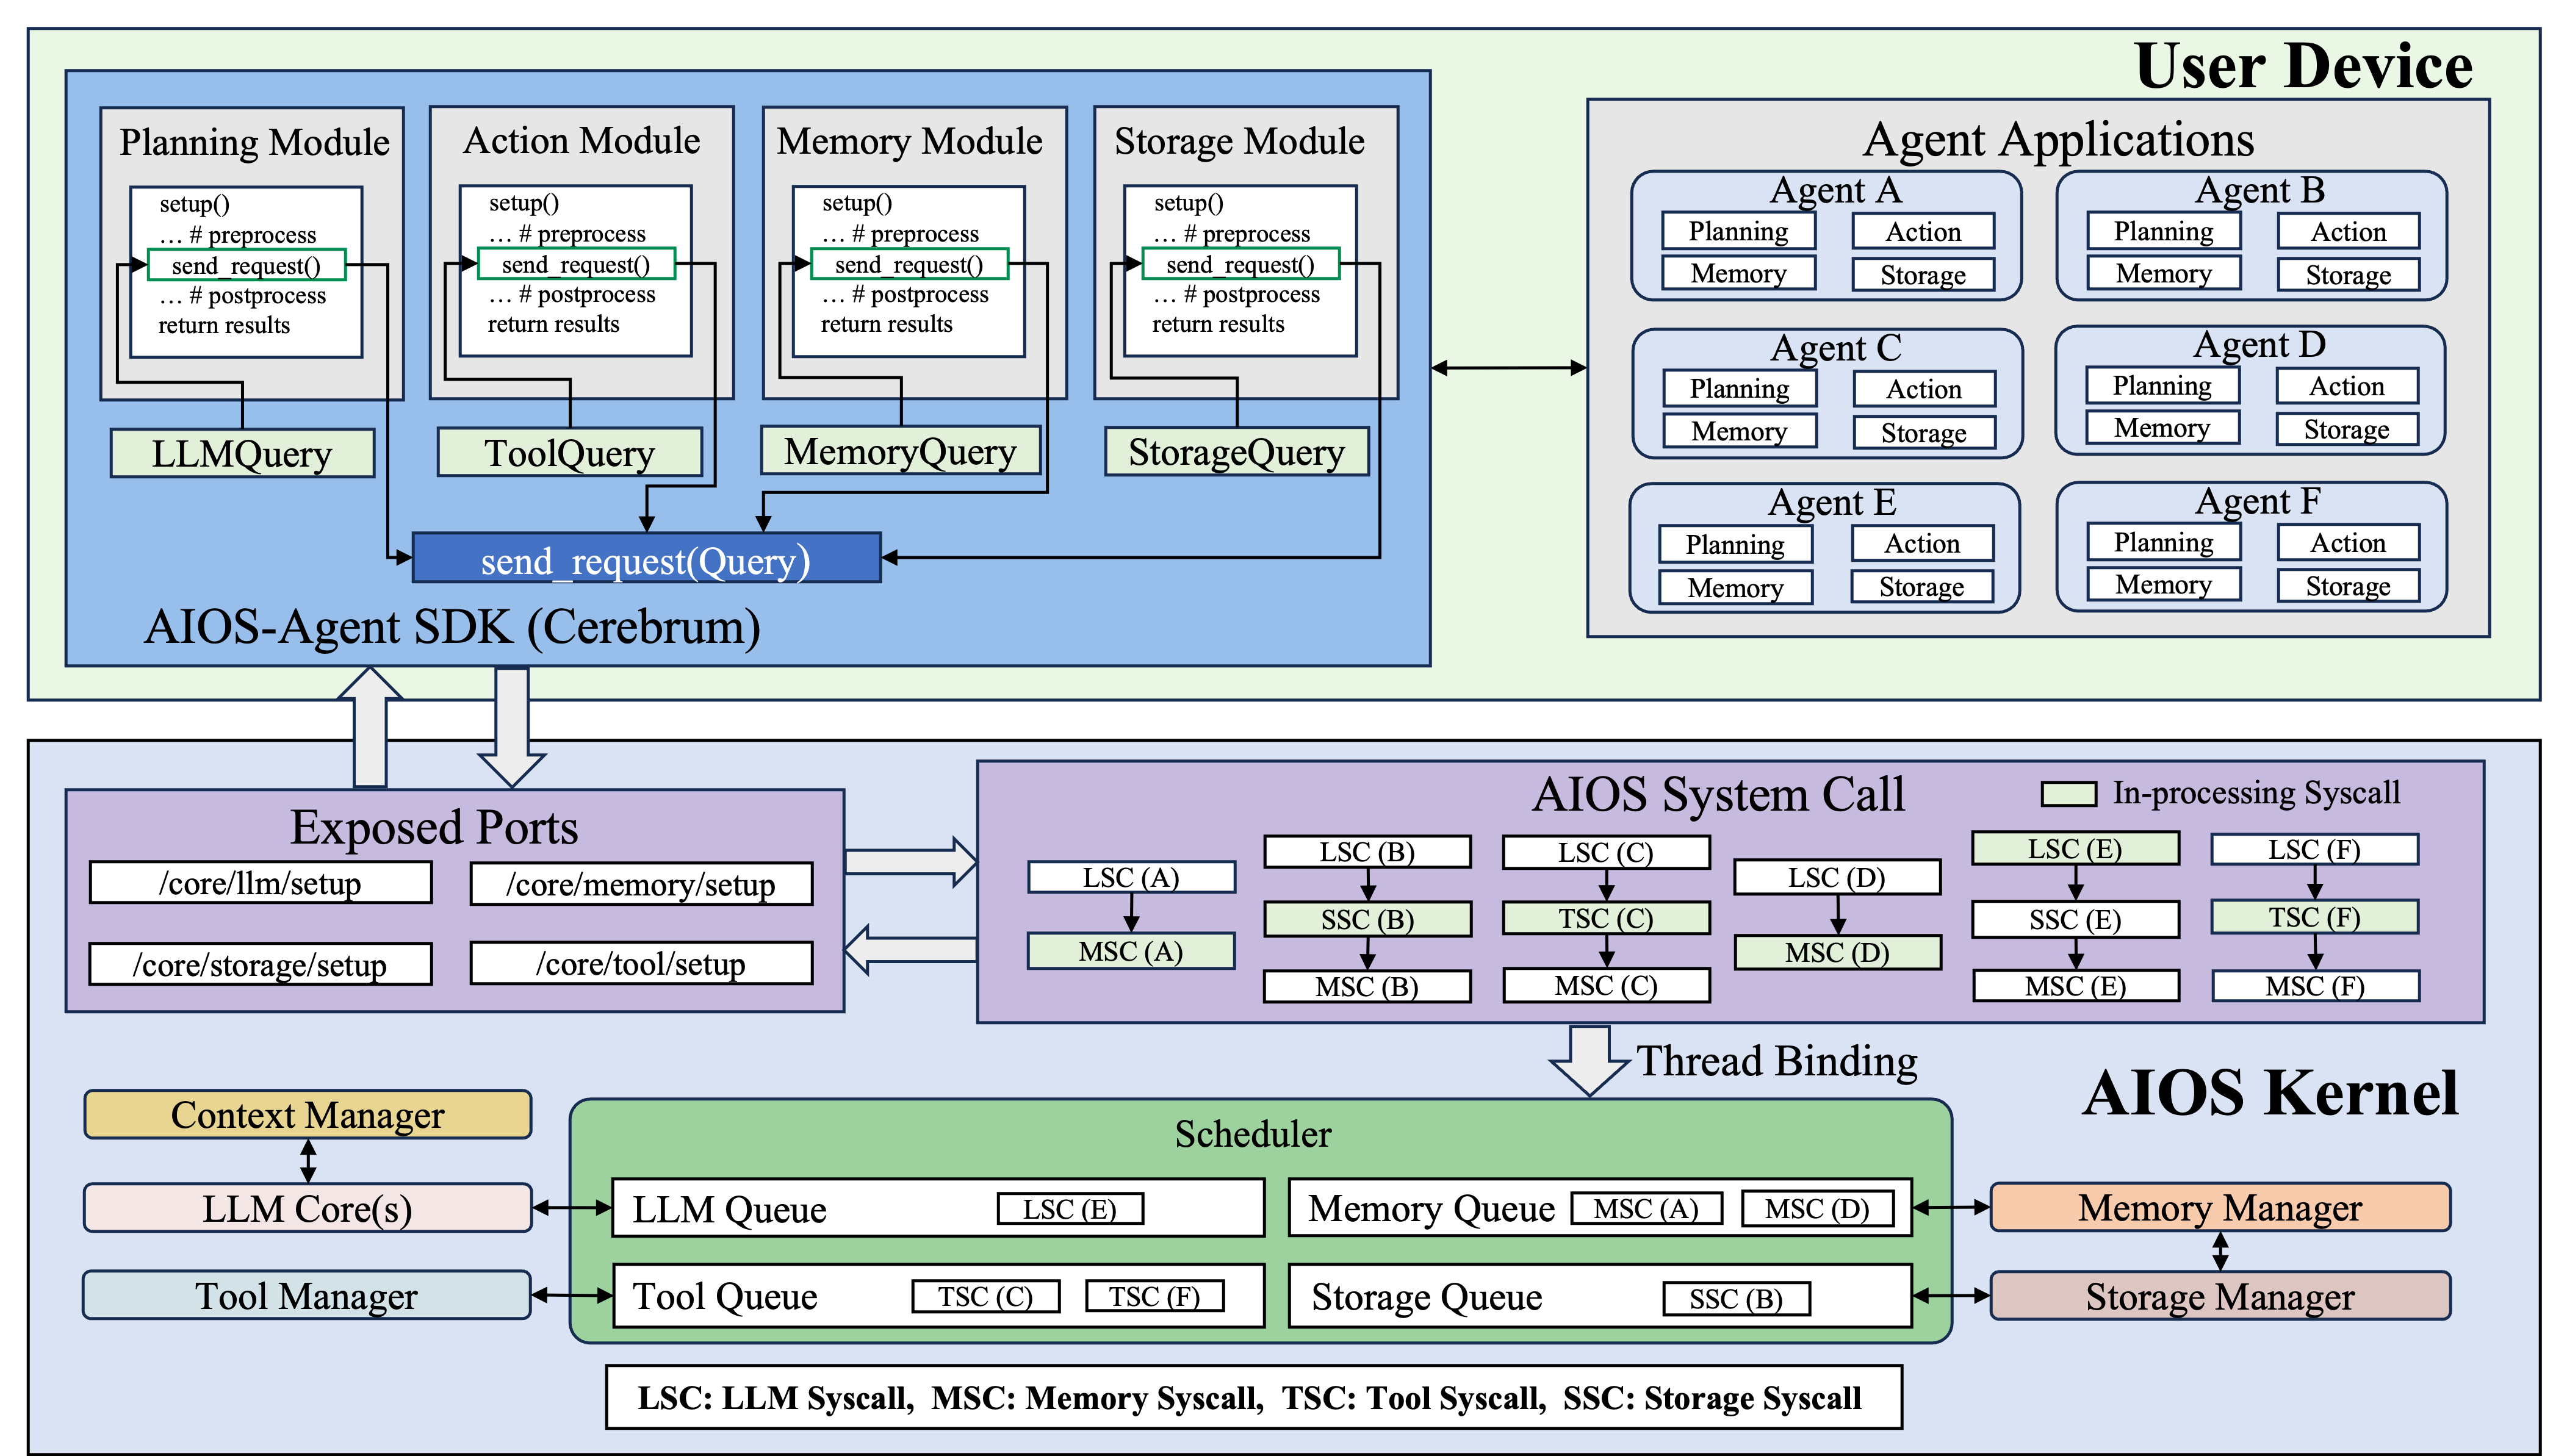 User Device
Planning Module
setup()
… # preprocess
send_request()
… # postprocess
return results
LLMQuery
Action Module
setup()
… # preprocess
send_request()
… # postprocess
return results
ToolQuery
Memory Module
setup()
… # preprocess
send_request()
… # postprocess
return results
MemoryQuery
Storage Module
setup()
… # preprocess
send_request()
… # postprocess
return results
StorageQuery
send_request(Query)
AIOS-Agent SDK (Cerebrum)
Agent Applications
Agent A
Planning
Action
Memory
Storage
Agent B
Planning
Action
Memory
Storage
Agent C
Planning
Action
Memory
Storage
Agent D
Planning
Action
Memory
Storage
Agent E
Planning
Action
Memory
Storage
Agent F
Planning
Action
Memory
Storage
Exposed Ports
/core/llm/setup
/core/memory/setup
/core/storage/setup
/core/tool/setup
AIOS System Call
In-processing Syscall
LSC (A)
MSC (A)
LSC (B)
SSC (B)
MSC (B)
LSC (C)
TSC (C)
MSC (C)
LSC (D)
MSC (D)
LSC (E)
SSC (E)
MSC (E)
LSC (F)
TSC (F)
MSC (F)
Thread Binding
AIOS Kernel
Context Manager
LLM Core(s)
Tool Manager
Scheduler
LLM Queue
LSC (E)
Memory Queue
MSC (A)
MSC (D)
Tool Queue
TSC (C)
TSC (F)
Storage Queue
SSC (B)
Memory Manager
Storage Manager
LSC: LLM Syscall, MSC: Memory Syscall, TSC: Tool Syscall, SSC: Storage Syscall